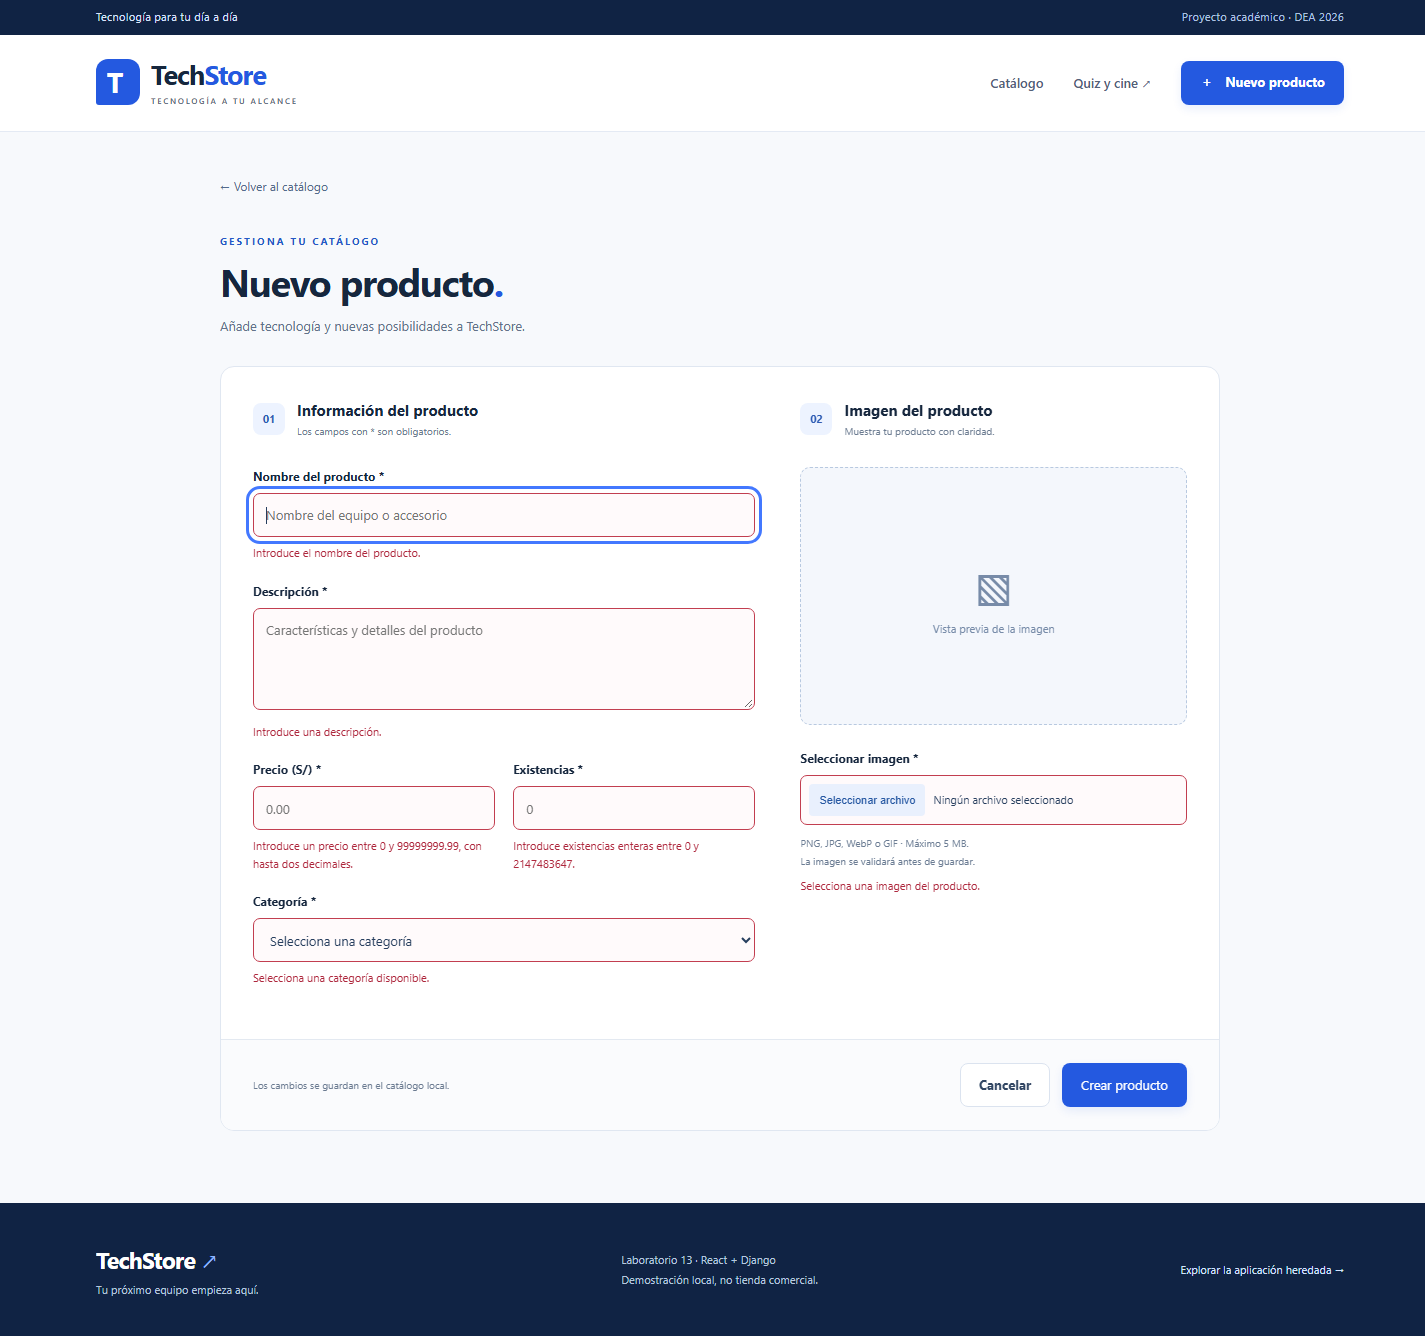 Tecnología para tu día a día
Proyecto académico · DEA 2026
T
TechStore
TECNOLOGÍA A TU ALCANCE
Catálogo
Quiz y cine ↗
+ Nuevo producto
← Volver al catálogo
GESTIONA TU CATÁLOGO
Nuevo producto.
Añade tecnología y nuevas posibilidades a TechStore.
01
Información del producto
Los campos con * son obligatorios.
Nombre del producto *
Nombre del equipo o accesorio
Introduce el nombre del producto.
Descripción *
Características y detalles del producto
Introduce una descripción.
Precio (S/) *
0.00
Introduce un precio entre 0 y 99999999.99, con
hasta dos decimales.
Existencias *
0
Introduce existencias enteras entre 0 y
2147483647.
Categoría *
Selecciona una categoría
Selecciona una categoría disponible.
02
Imagen del producto
Muestra tu producto con claridad.
Vista previa de la imagen
Seleccionar imagen *
Seleccionar archivo
Ningún archivo seleccionado
PNG, JPG, WebP o GIF · Máximo 5 MB.
La imagen se validará antes de guardar.
Selecciona una imagen del producto.
Los cambios se guardan en el catálogo local.
Cancelar
Crear producto
TechStore ↗
Tu próximo equipo empieza aquí.
Laboratorio 13 · React + Django
Demostración local, no tienda comercial.
Explorar la aplicación heredada →